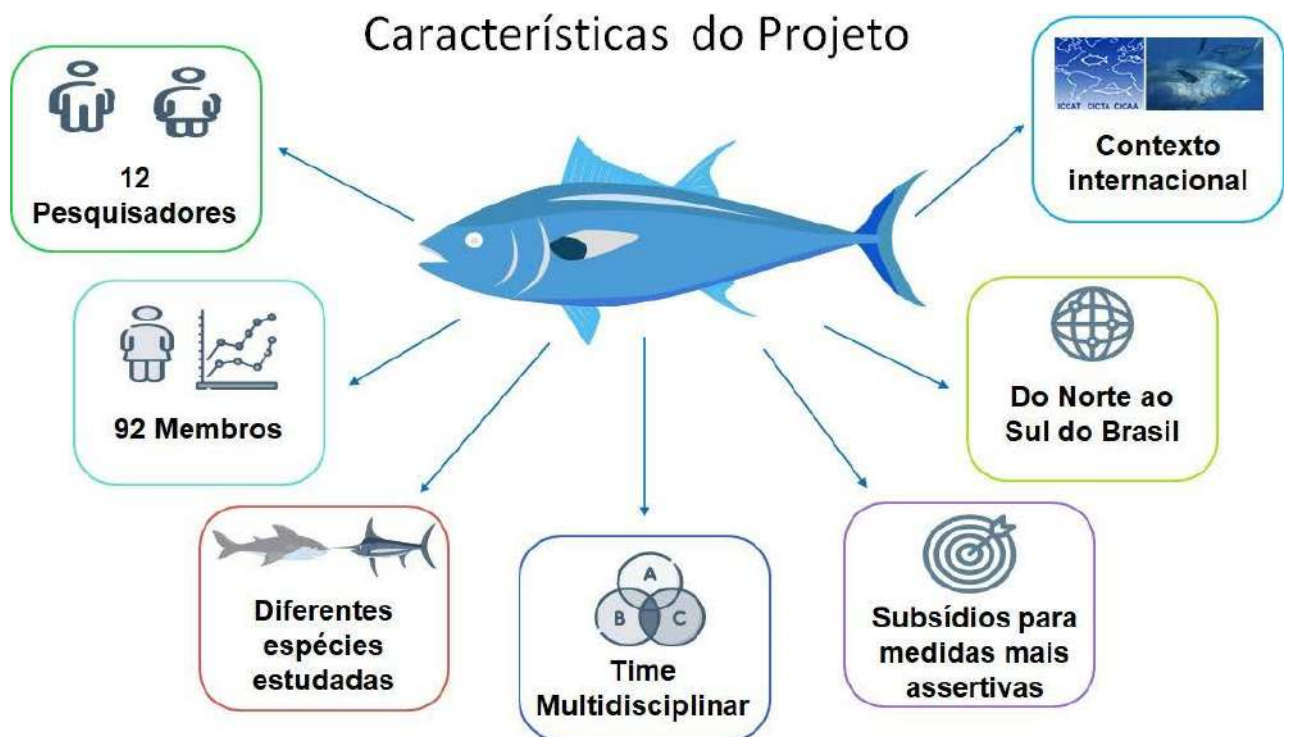 Características do Projeto
12
Pesquisadores
92 Membros
Diferentes
espécies
estudadas
A
B
C
Time
Multidisciplinar
Subsídios para
medidas mais
assertivas
Do Norte ao
Sul do Brasil
ICCAT CICTA CICAA
Contexto
internacional